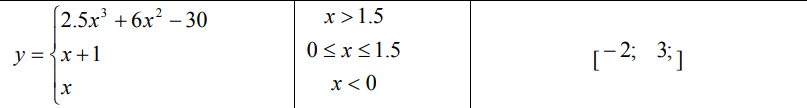 y = { 2.5x³ + 6x² − 30    x > 1.5
x + 1    0 ≤ x ≤ 1.5    [−2; 3;]
x    x < 0